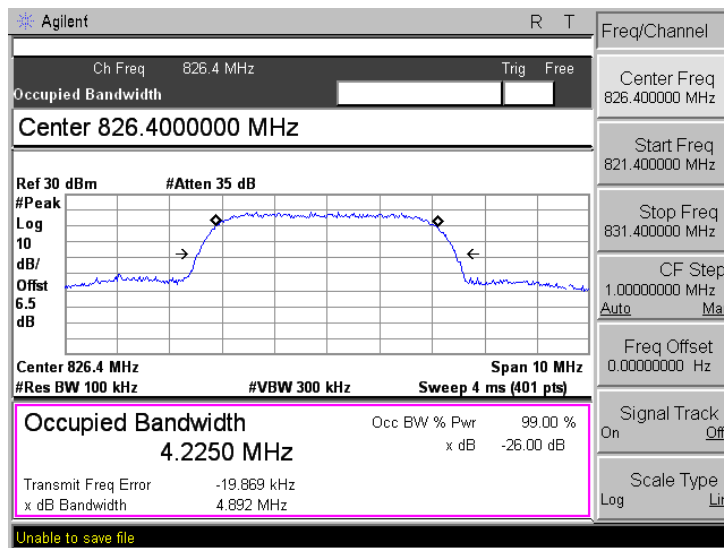 Agilent R T
Ch Freq 826.4 MHz Trig Free
Occupied Bandwidth
Center 826.4000000 MHz
Ref 30 dBm #Atten 35 dB
#Peak
Log
10
dB/
Offst
6.5
dB
Center 826.4 MHz Span 10 MHz
#Res BW 100 kHz #VBW 300 kHz Sweep 4 ms (401 pts)
Occupied Bandwidth Occ BW % Pwr 99.00 %
4.2250 MHz x dB -26.00 dB
Transmit Freq Error -19.869 kHz
x dB Bandwidth 4.892 MHz
Unable to save file
Freq/Channel
Center Freq
826.400000 MHz
Start Freq
821.400000 MHz
Stop Freq
831.400000 MHz
CF Step
1.00000000 MHz
Auto Ma
Freq Offset
0.00000000 Hz
Signal Track
On Off
Scale Type
Log Lin